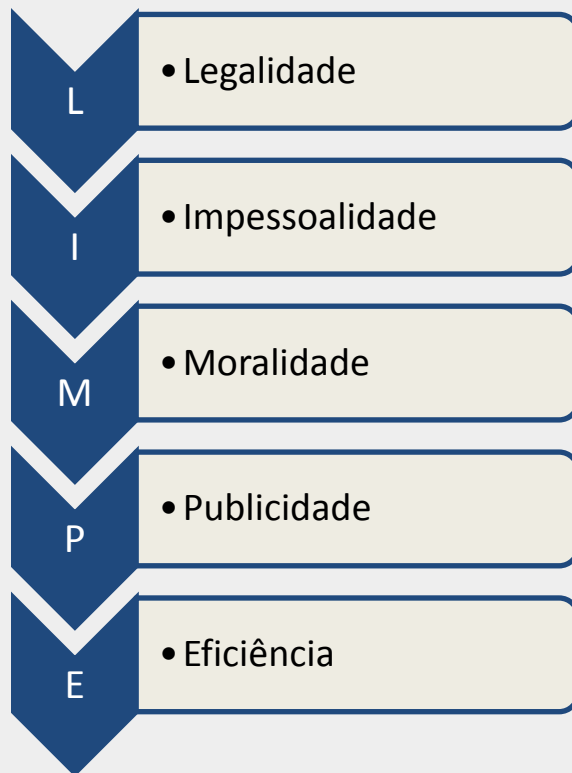 L
• Legalidade
I
• Impessoalidade
M
• Moralidade
P
• Publicidade
E
• Eficiência